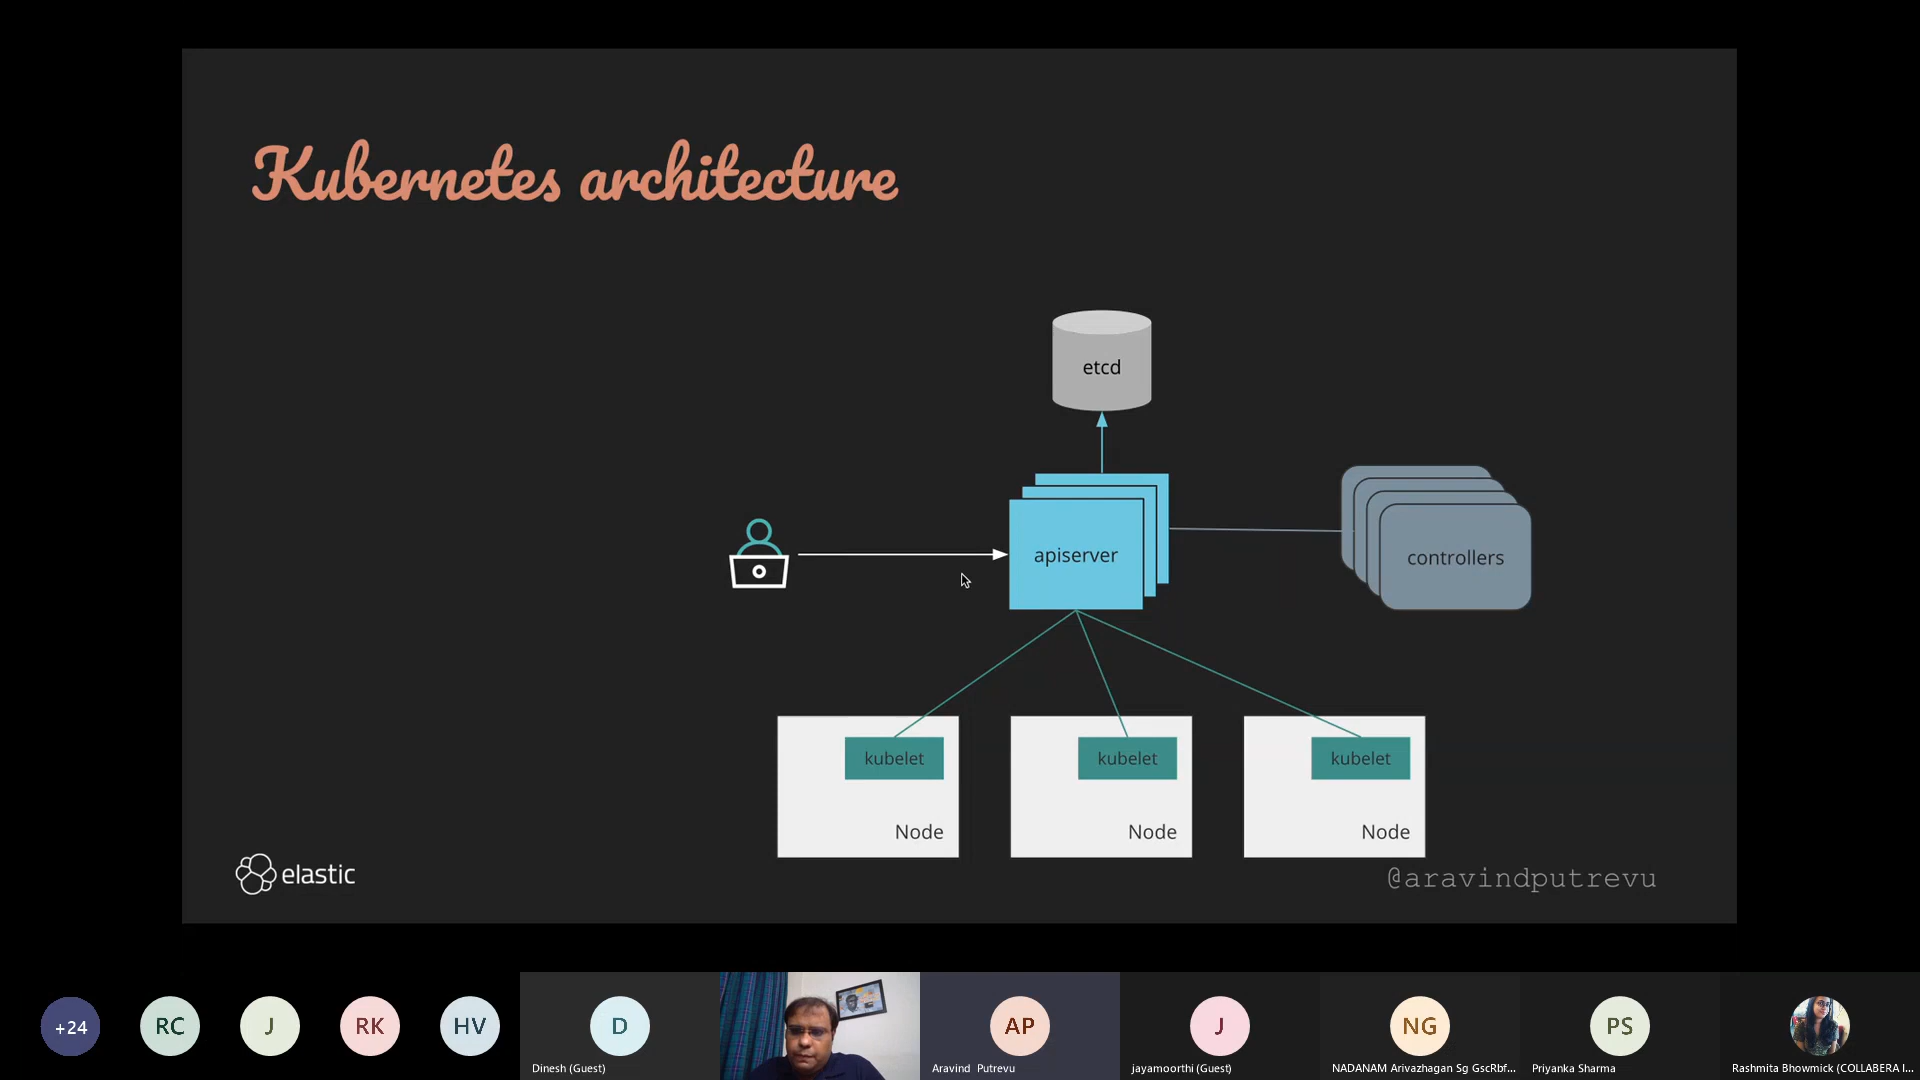 Kubernetes architecture
etcd
apiserver
controllers
kubelet
kubelet
kubelet
Node
Node
Node
elastic
@aravindputrevu
+24
RC
J
RK
HV
D
AP
J
NG
PS
Dinesh (Guest)
Aravind Putrevu
jayamoorthi (Guest)
NADANAM Arivazhagan Sg GscRbf...
Priyanka Sharma
Rashmita Bhowmick (COLLABERA I...